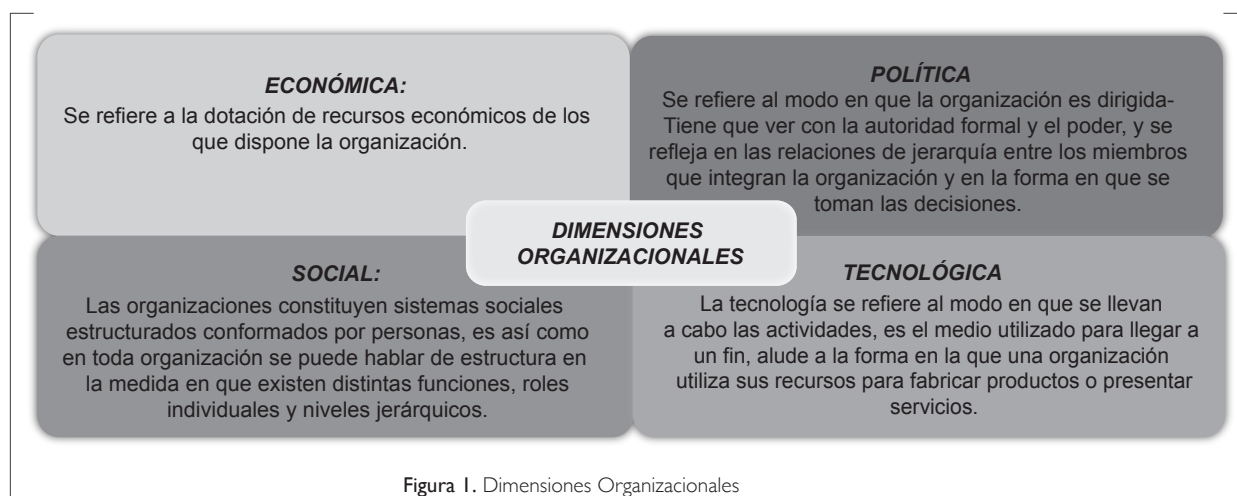 ECONÓMICA:
Se refiere a la dotación de recursos económicos de los
que dispone la organización.
POLÍTICA
Se refiere al modo en que la organización es dirigida-
Tiene que ver con la autoridad formal y el poder, y se
refleja en las relaciones de jerarquía entre los miembros
que integran la organización y en la forma en que se
toman las decisiones.
DIMENSIONES
ORGANIZACIONALES
SOCIAL:
Las organizaciones constituyen sistemas sociales
estructurados conformados por personas, es así como
en toda organización se puede hablar de estructura en
la medida en que existen distintas funciones, roles
individuales y niveles jerárquicos.
TECNOLÓGICA
La tecnología se refiere al modo en que se llevan
a cabo las actividades, es el medio utilizado para llegar a
un fin, alude a la forma en la que una organización
utiliza sus recursos para fabricar productos o presentar
servicios.
Figura 1. Dimensiones Organizacionales